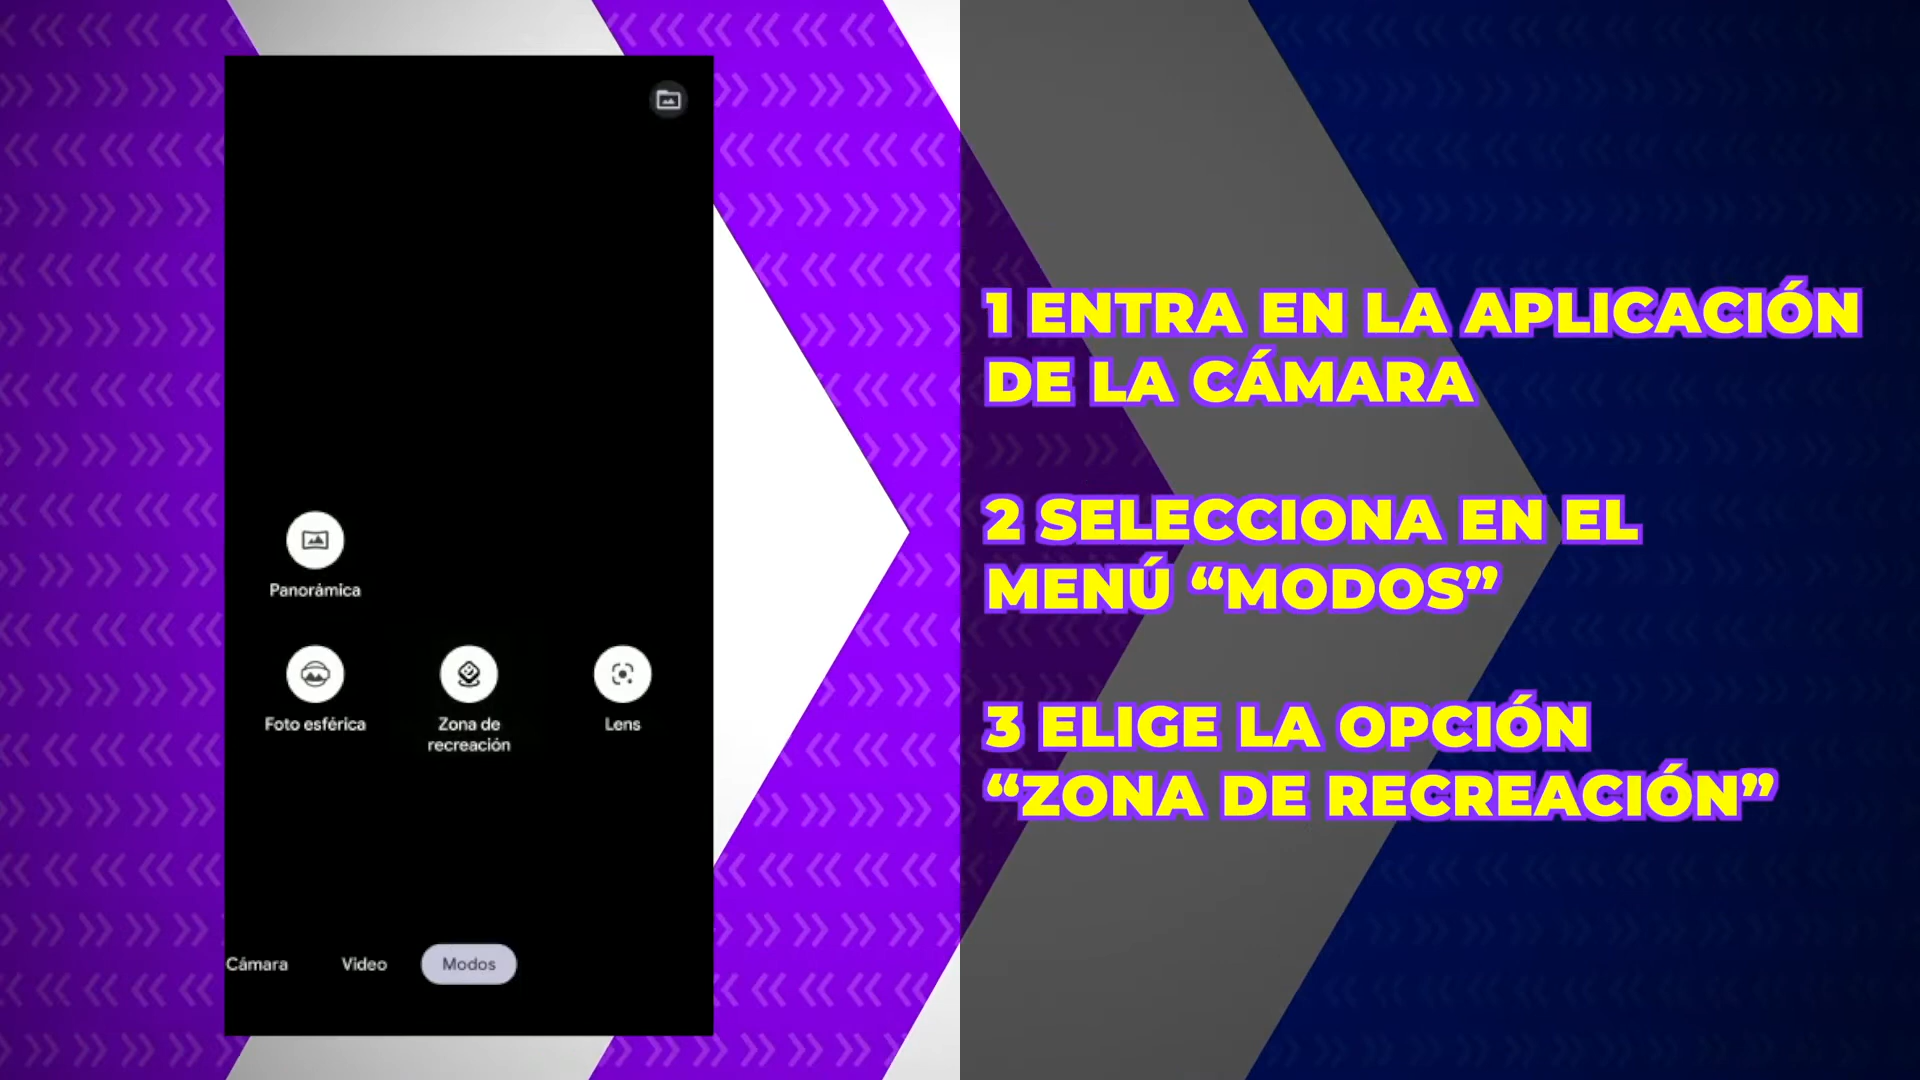 Panorámica
Foto esférica
Zona de
recreación
Lens
Cámara
Video
Modos
1 ENTRA EN LA APLICACIÓN
DE LA CÁMARA
2 SELECCIONA EN EL
MENÚ “MODOS”
3 ELIGE LA OPCIÓN
“ZONA DE RECREACIÓN”